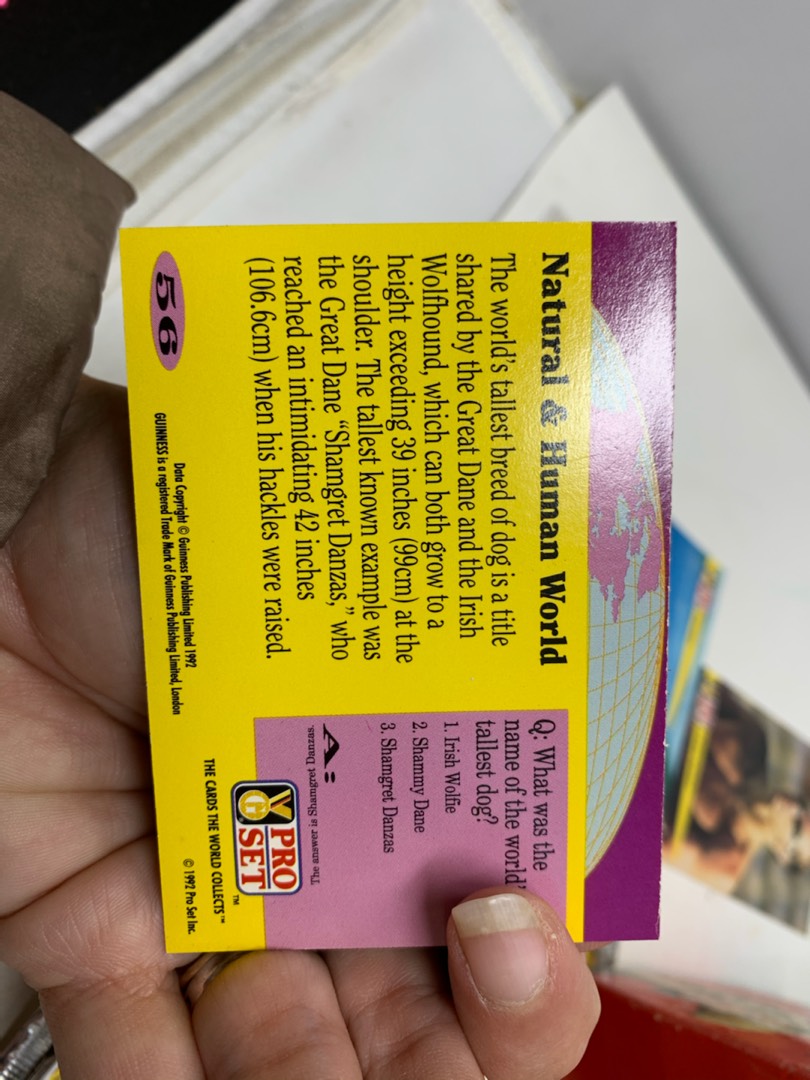 Natural & Human World
The world's tallest breed of dog is a title
shared by the Great Dane and the Irish
Wolfhound, which can both grow to a
height exceeding 39 inches (99cm) at the
shoulder. The tallest known example was
the Great Dane “Shamgret Danzas,” who
reached an intimidating 42 inches
(106.6cm) when his hackles were raised.
Q: What was the
name of the world'
tallest dog?
1. Irish Wolfie
2. Shammy Dane
3. Shamgret Danzas
A:
The answer is Shamgret Danzas.
PRO
SET
™
56
Data Copyright © Guinness Publishing Limited 1992
GUINNESS is a registered Trade Mark of Guinness Publishing Limited, London
THE CARDS THE WORLD COLLECTS™
© 1992 Pro Set Inc.